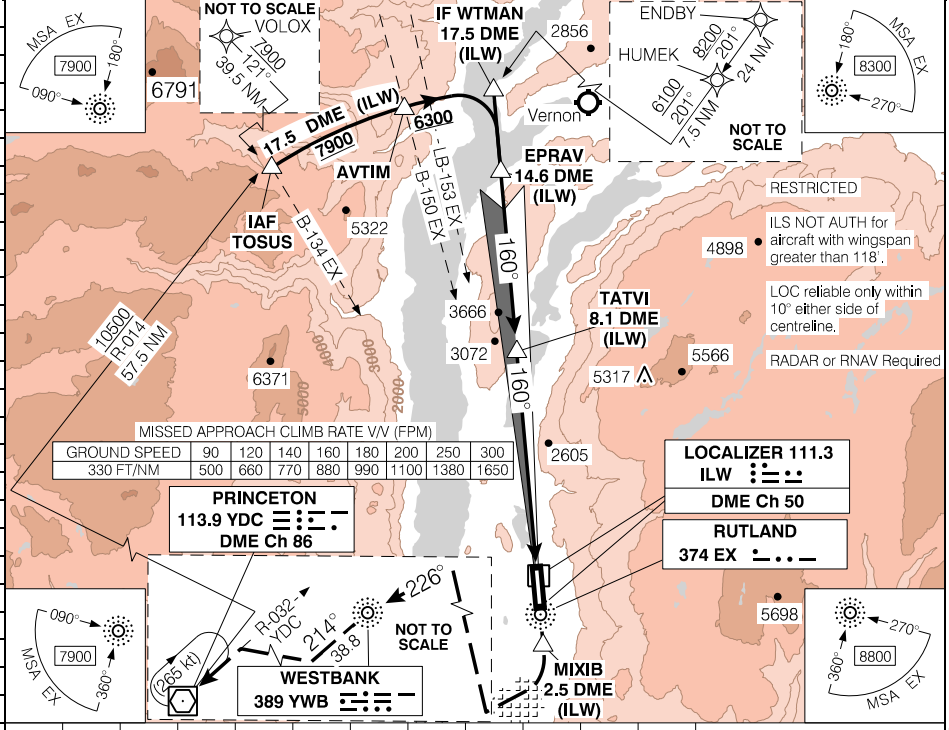 MSA EX
180°
7900
090°
6791
NOT TO SCALE
VOLOX
7900
121°
39.5 NM
IF WTMAN
17.5 DME
(ILW)
2856
ENDBY
8200
201°
24 NM
HUMEK
6100
201°
7.5 NM
NOT TO
SCALE
MSA EX
180°
8300
270°
Vernon
17.5 DME (ILW)
7900
6300
AVTIM
EPRAV
14.6 DME
(ILW)
IAF
TOSUS
B-134 EX
LB-153 EX
B-150 EX
5322
RESTRICTED
ILS NOT AUTH for
aircraft with wingspan
greater than 118'.
LOC reliable only within
10° either side of
centreline.
RADAR or RNAV Required.
4898
160°
TATVI
8.1 DME
(ILW)
3666
3072
10500
R-014
57.5 NM
6371
5000
4000
3000
2000
160°
5317
5566
2605
MISSED APPROACH CLIMB RATE V/V (FPM)
GROUND SPEED 90 120 140 160 180 200 250 300
330 FT/NM 500 660 770 880 990 1100 1380 1650
LOCALIZER 111.3
ILW
DME Ch 50
PRINCETON
113.9 YDC
DME Ch 86
RUTLAND
374 EX
090°
7900
360°
MSA EX
R-032
YDC
214°
38.8
226°
NOT TO
SCALE
(265 kt)
WESTBANK
389 YWB
MIXIB
2.5 DME
(ILW)
5698
270°
8800
360°
MSA EX